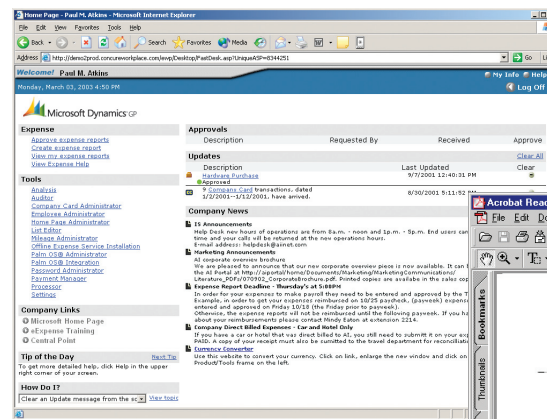 Home Page - Paul M. Atkins - Microsoft Internet Explorer
File Edit View Favorites Tools Help
Back Search Favorites Media
Address http://demo2prod.concureworkplace.com/ewp/Desktop/FastDesk.asp?UniqueASP=8344251 Go
Welcome! Paul M. Atkins My Info Help
Monday, March 03, 2003 4:50 PM Log Off
Microsoft Dynamics GP
Expense
Approve expense reports
Create expense report
View my expense reports
View Expense Help
Tools
Analysis
Auditor
Company Card Administrator
Employee Administrator
Home Page Administrator
List Editor
Mileage Administrator
Offline Expense Service Installation
Palm OS® Administrator
Palm OS® Integration
Password Administrator
Payment Manager
Processor
Settings
Company Links
Microsoft Home Page
eExpense Training
Central Point
Tip of the Day Next Tip
To get more detailed help, click Help in the upper
right corner of your screen.
How Do I?
Clear an Update message from the sc View topic
Approvals
Description Requested By Received Approve
Updates Clear All
Description Last Updated Clear
Hardware Purchase 9/7/2001 12:40:31 PM
Approved
9 Company Card transactions, dated
1/2/2001--1/12/2001, have arrived. 8/30/2001 5:11:52
Company News
IS Announcements
Help Desk new hours of operations are from 8a.m. - noon and 1p.m. - 5p.m. End users can
time and your calls will be returned at the new operations hours.
E-mail address helpdesk@ainet.com
Marketing Announcements
AI corporate overview brochure
We are pleased to announce that our new corporate overview piece is now available. It can
the AI Portal at http://aiportal/home/Documents/Marketing/MarketingCommunications/
Literature_PDFs/070902_CorporateBrochure.pdf. Printed copies are available in the sales cop
Expense Report Deadline - Thursday's at 5:00PM
In order for your expenses to make payroll they need to be entered and approved by the T
Example, in order to get your expenses reimbursed on 10/25 paycheck, (payweek) expens
entered and approved on Friday 10/18 (the Friday prior to payweek).
Otherwise, the expense reports will not be reimbursed until the following payweek. If you ha
about your reimbursements please contact Mindy Eaton at extension 2214.
Company Direct Billed Expenses - Car and Hotel Only
If you have a car or hotel that was direct billed to AI, you still need to submit it on your exp
PAID. A copy of your receipt must also be sumitted to the travel department for reconciliati
Currency Converter
Use this website to convert your currency. Click on link, enlarge the new window and click on
Product/Tools frame on the left.
Acrobat Read
File Edit Do
Bookmarks
Thumbnails